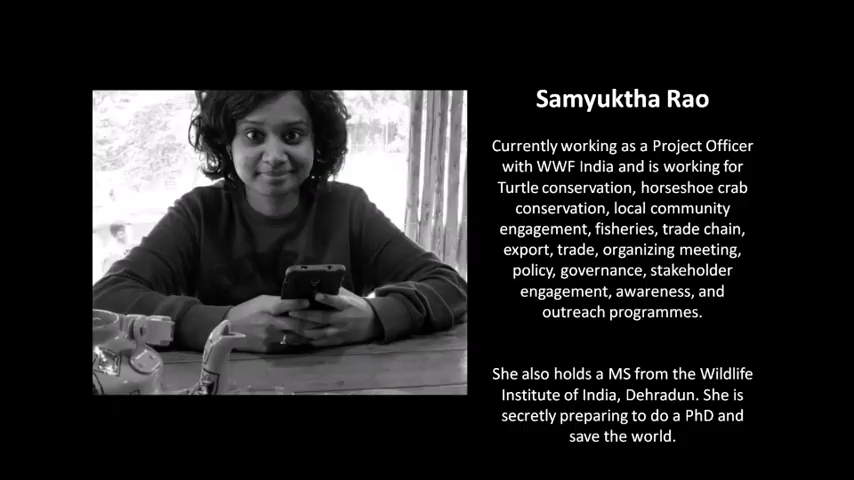 Samyuktha Rao
Currently working as a Project Officer
with WWF India and is working for
Turtle conservation, horseshoe crab
conservation, local community
engagement, fisheries, trade chain,
export, trade, organizing meeting,
policy, governance, stakeholder
engagement, awareness, and
outreach programmes.
She also holds a MS from the Wildlife
Institute of India, Dehradun. She is
secretly preparing to do a PhD and
save the world.